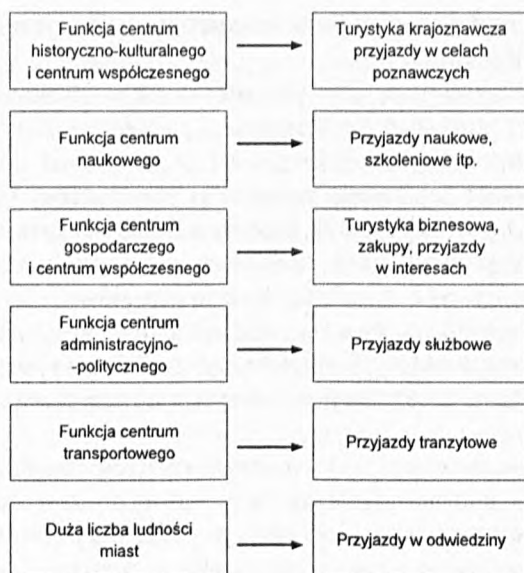 Funkcja centrum
historyczno-kulturalnego
i centrum współczesnego
Turystyka krajoznawcza
przyjazdy w celach
poznawczych
Funkcja centrum
naukowego
Przyjazdy naukowe,
szkoleniowe itp.
Funkcja centrum
gospodarczego
i centrum współczesnego
Turystyka biznesowa,
zakupy, przyjazdy
w interesach
Funkcja centrum
administracyjno-
-politycznego
Przyjazdy służbowe
Funkcja centrum
transportowego
Przyjazdy tranzytowe
Duża liczba ludności
miast
Przyjazdy w odwiedziny